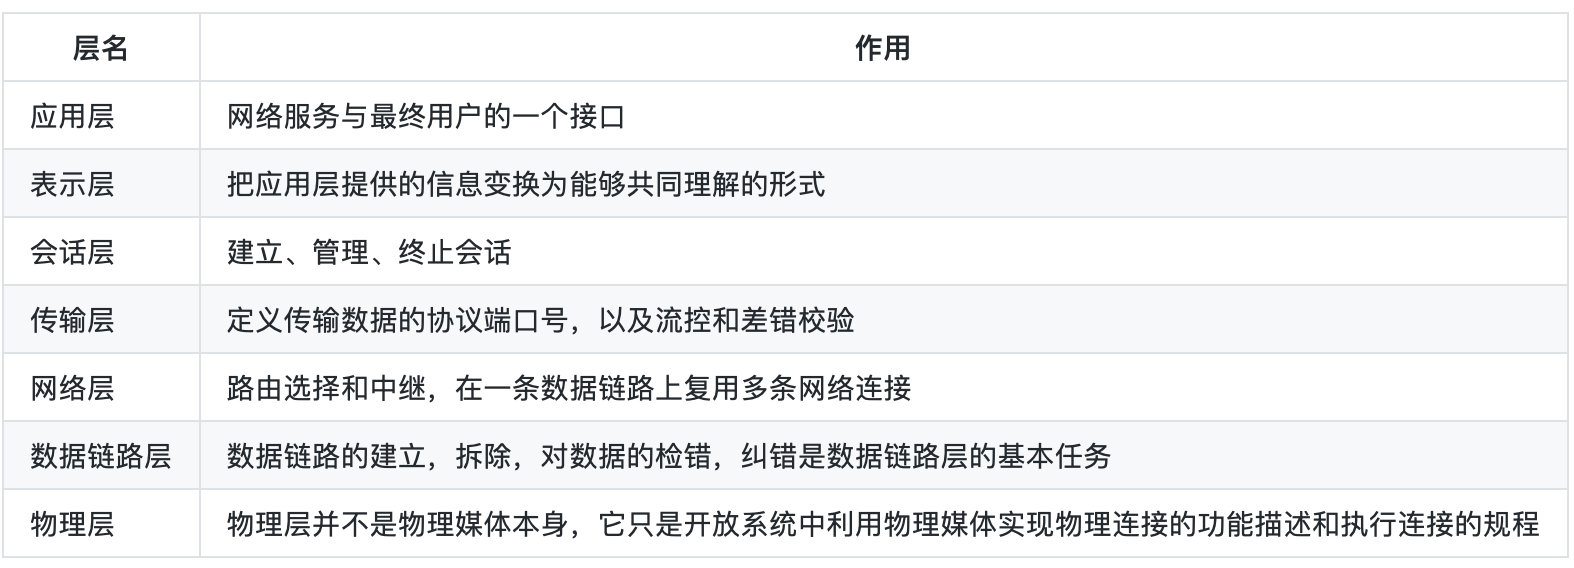 层名 作用
应用层 网络服务与最终用户的一个接口
表示层 把应用层提供的信息变换为能够共同理解的形式
会话层 建立、管理、终止会话
传输层 定义传输数据的协议端口号，以及流控和差错校验
网络层 路由选择和中继，在一条数据链路上复用多条网络连接
数据链路层 数据链路的建立，拆除，对数据的检错，纠错是数据链路层的基本任务
物理层 物理层并不是物理媒体本身，它只是开放系统中利用物理媒体实现物理连接的功能描述和执行连接的规程